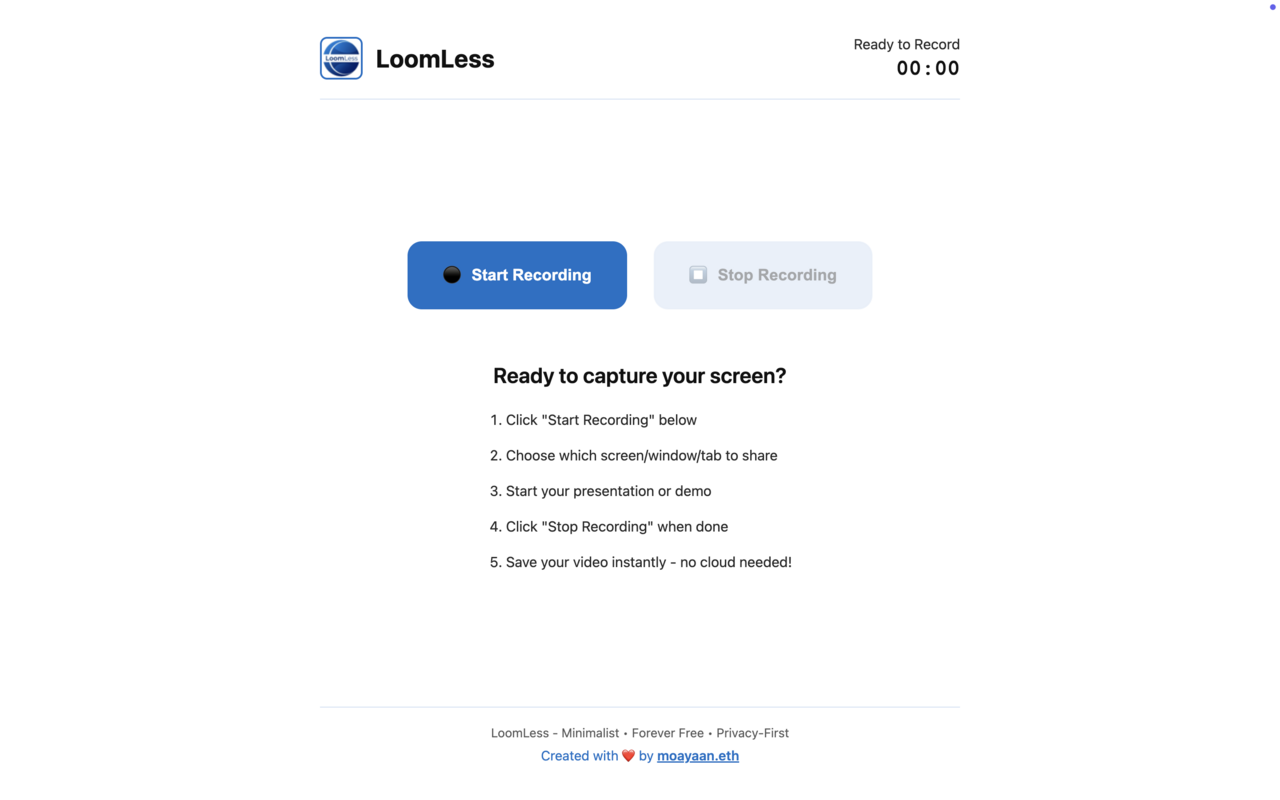 LoomLess
LoomLess
Ready to Record
00:00
Start Recording
Stop Recording
Ready to capture your screen?
1. Click "Start Recording" below
2. Choose which screen/window/tab to share
3. Start your presentation or demo
4. Click "Stop Recording" when done
5. Save your video instantly - no cloud needed!
LoomLess - Minimalist • Forever Free • Privacy-First
Created with ❤️ by moayaan.eth